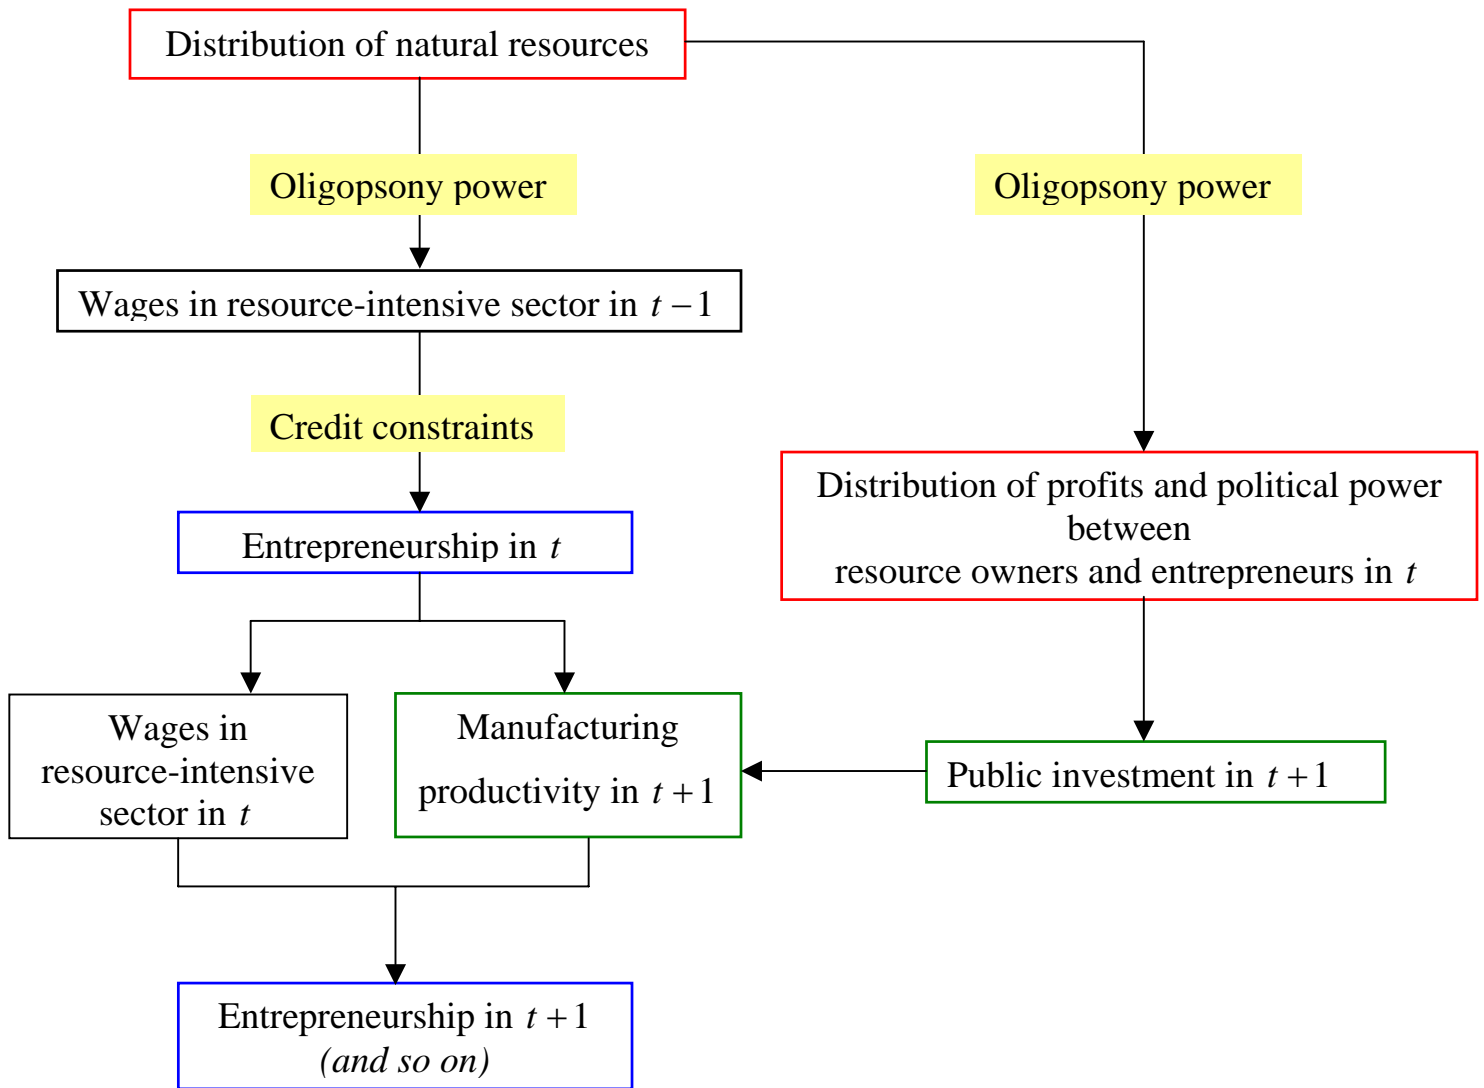 Distribution of natural resources
Oligopsony power
Oligopsony power
Wages in resource-intensive sector in t − 1
Credit constraints
Distribution of profits and political power
between
resource owners and entrepreneurs in t
Entrepreneurship in t
Wages in
resource-intensive
sector in t
Manufacturing
productivity in t + 1
Public investment in t + 1
Entrepreneurship in t + 1
(and so on)